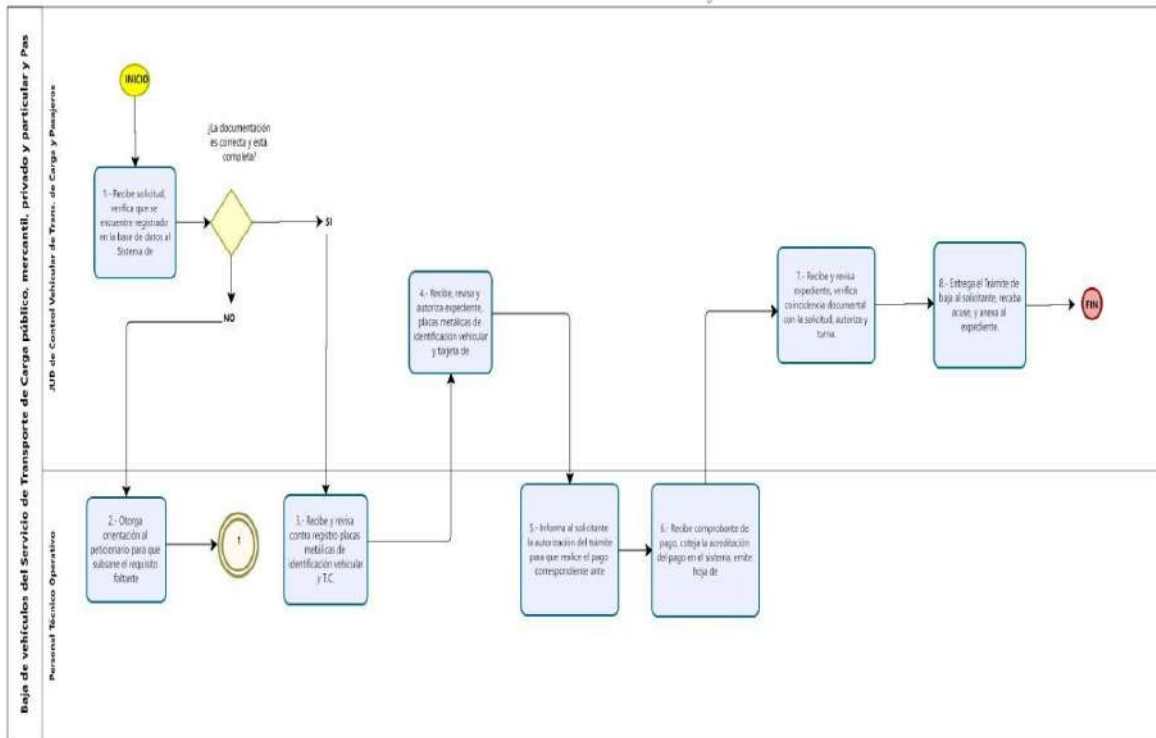 Baja de vehículos del Servicio de Transporte de Carga público, mercantil, privado y particular y Pas
JUD de Control Vehicular de Trans. de Carga y Pasajeros
INICIO
¿La documentación
es correcta y está
completa?
1.- Recibe solicitud,
verifica que se
encuentre registrado
en la base de datos al
Sistema de
SI
NO
4.- Recibe, revisa y
autoriza expediente,
placas metálicas de
identificación vehicular
y tarjeta de
7.- Recibe y revisa
expediente, verifica
coincidencia documental
con la solicitud, autoriza y
turna.
8.- Entrega el Trámite de
baja al solicitante, recaba
acuse, y anexa al
expediente.
FIN
Personal Técnico Operativo
2.- Otorga
orientación al
peticionario para que
subsane el requisito
faltante
1
3.- Recibe y revisa
contra registro placas
metálicas de
identificación vehicular
y T.C.
5.- Informa al solicitante
la autorización del trámite
para que realice el pago
correspondiente ante
6.- Recibe comprobante de
pago, coteja la acreditación
del pago en el sistema, emite
hoja de